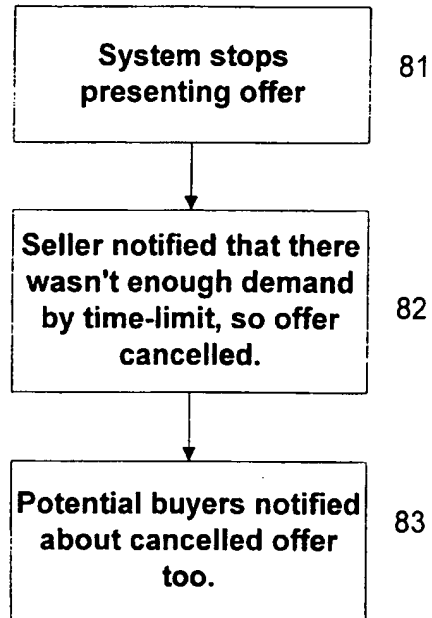 System stops
presenting offer
81
Seller notified that there
wasn't enough demand
by time-limit, so offer
cancelled.
82
Potential buyers notified
about cancelled offer
too.
83